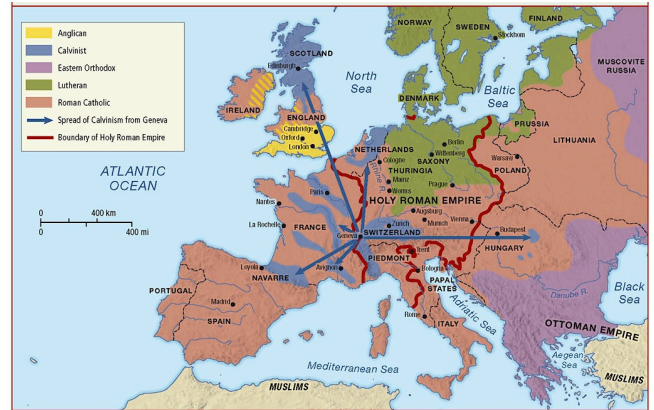 Anglican
Calvinist
Eastern Orthodox
Lutheran
Roman Catholic
Spread of Calvinism from Geneva
Boundary of Holy Roman Empire
NORWAY
SWEDEN
FINLAND
Stockholm
SCOTLAND
Edinburgh
North
Sea
Baltic
Sea
MUSCOVITE
RUSSIA
IRELAND
ENGLAND
Cambridge
Oxford
London
DENMARK
PRUSSIA
LITHUANIA
NETHERLANDS
Cologne
Rhine R.
THURINGIA
SAXONY
Berlin
Wittenberg
Warsaw
POLAND
ATLANTIC
OCEAN
Mainz
Worms
Prague
Paris
HOLY ROMAN EMPIRE
Nantes
Augsburg
Munich
Vienna
0
400 km
0
400 mi
La Rochelle
FRANCE
Zurich
Geneva
SWITZERLAND
Budapest
HUNGARY
PIEDMONT
Trent
Loyola
NAVARRE
Avignon
Bologna
PAPAL
STATES
Danube R.
Black
Sea
PORTUGAL
Madrid
SPAIN
Rome
ITALY
Adriatic Sea
OTTOMAN EMPIRE
Aegean
Sea
Mediterranean Sea
MUSLIMS
MUSLIMS